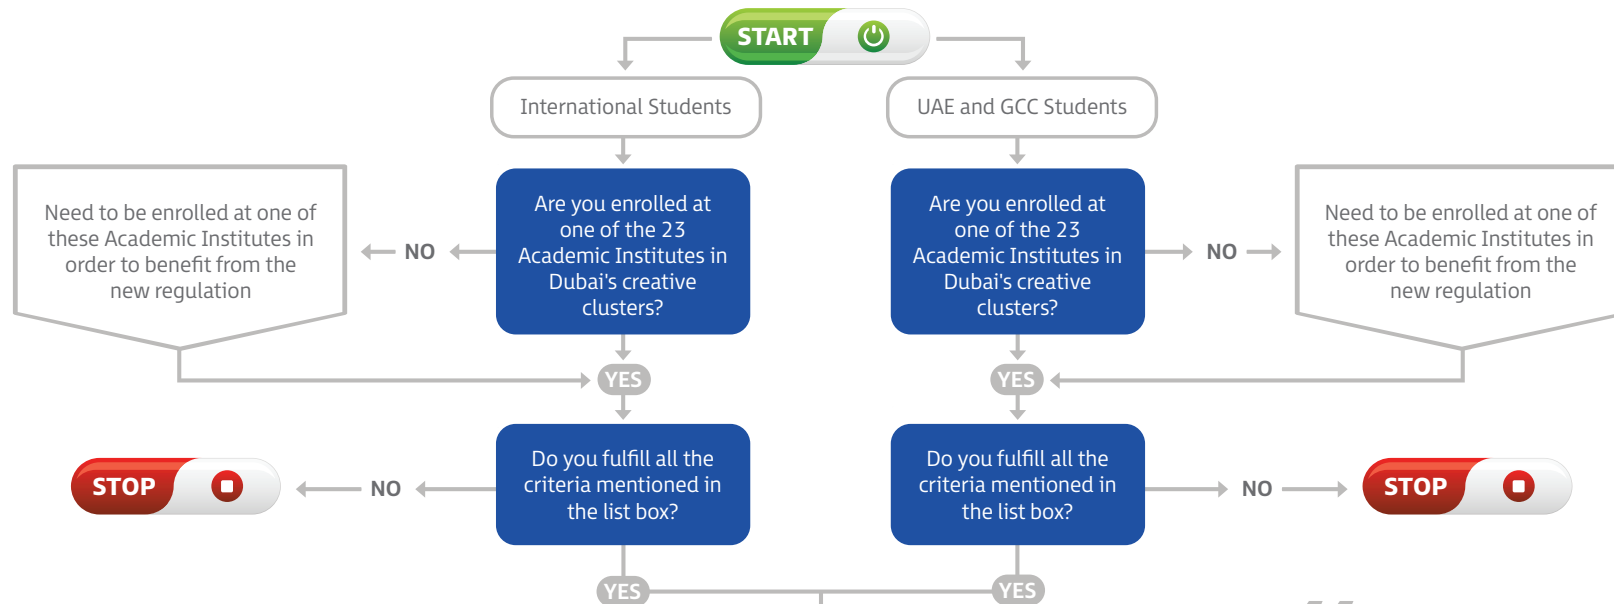 START
International Students
UAE and GCC Students
Need to be enrolled at one of
these Academic Institutes in
order to benefit from the
new regulation
NO
Are you enrolled at
one of the 23
Academic Institutes in
Dubai's creative
clusters?
Are you enrolled at
one of the 23
Academic Institutes in
Dubai's creative
clusters?
NO
Need to be enrolled at one of
these Academic Institutes in
order to benefit from the
new regulation
YES
YES
STOP
NO
Do you fulfill all the
criteria mentioned in
the list box?
Do you fulfill all the
criteria mentioned in
the list box?
NO
STOP
YES
YES